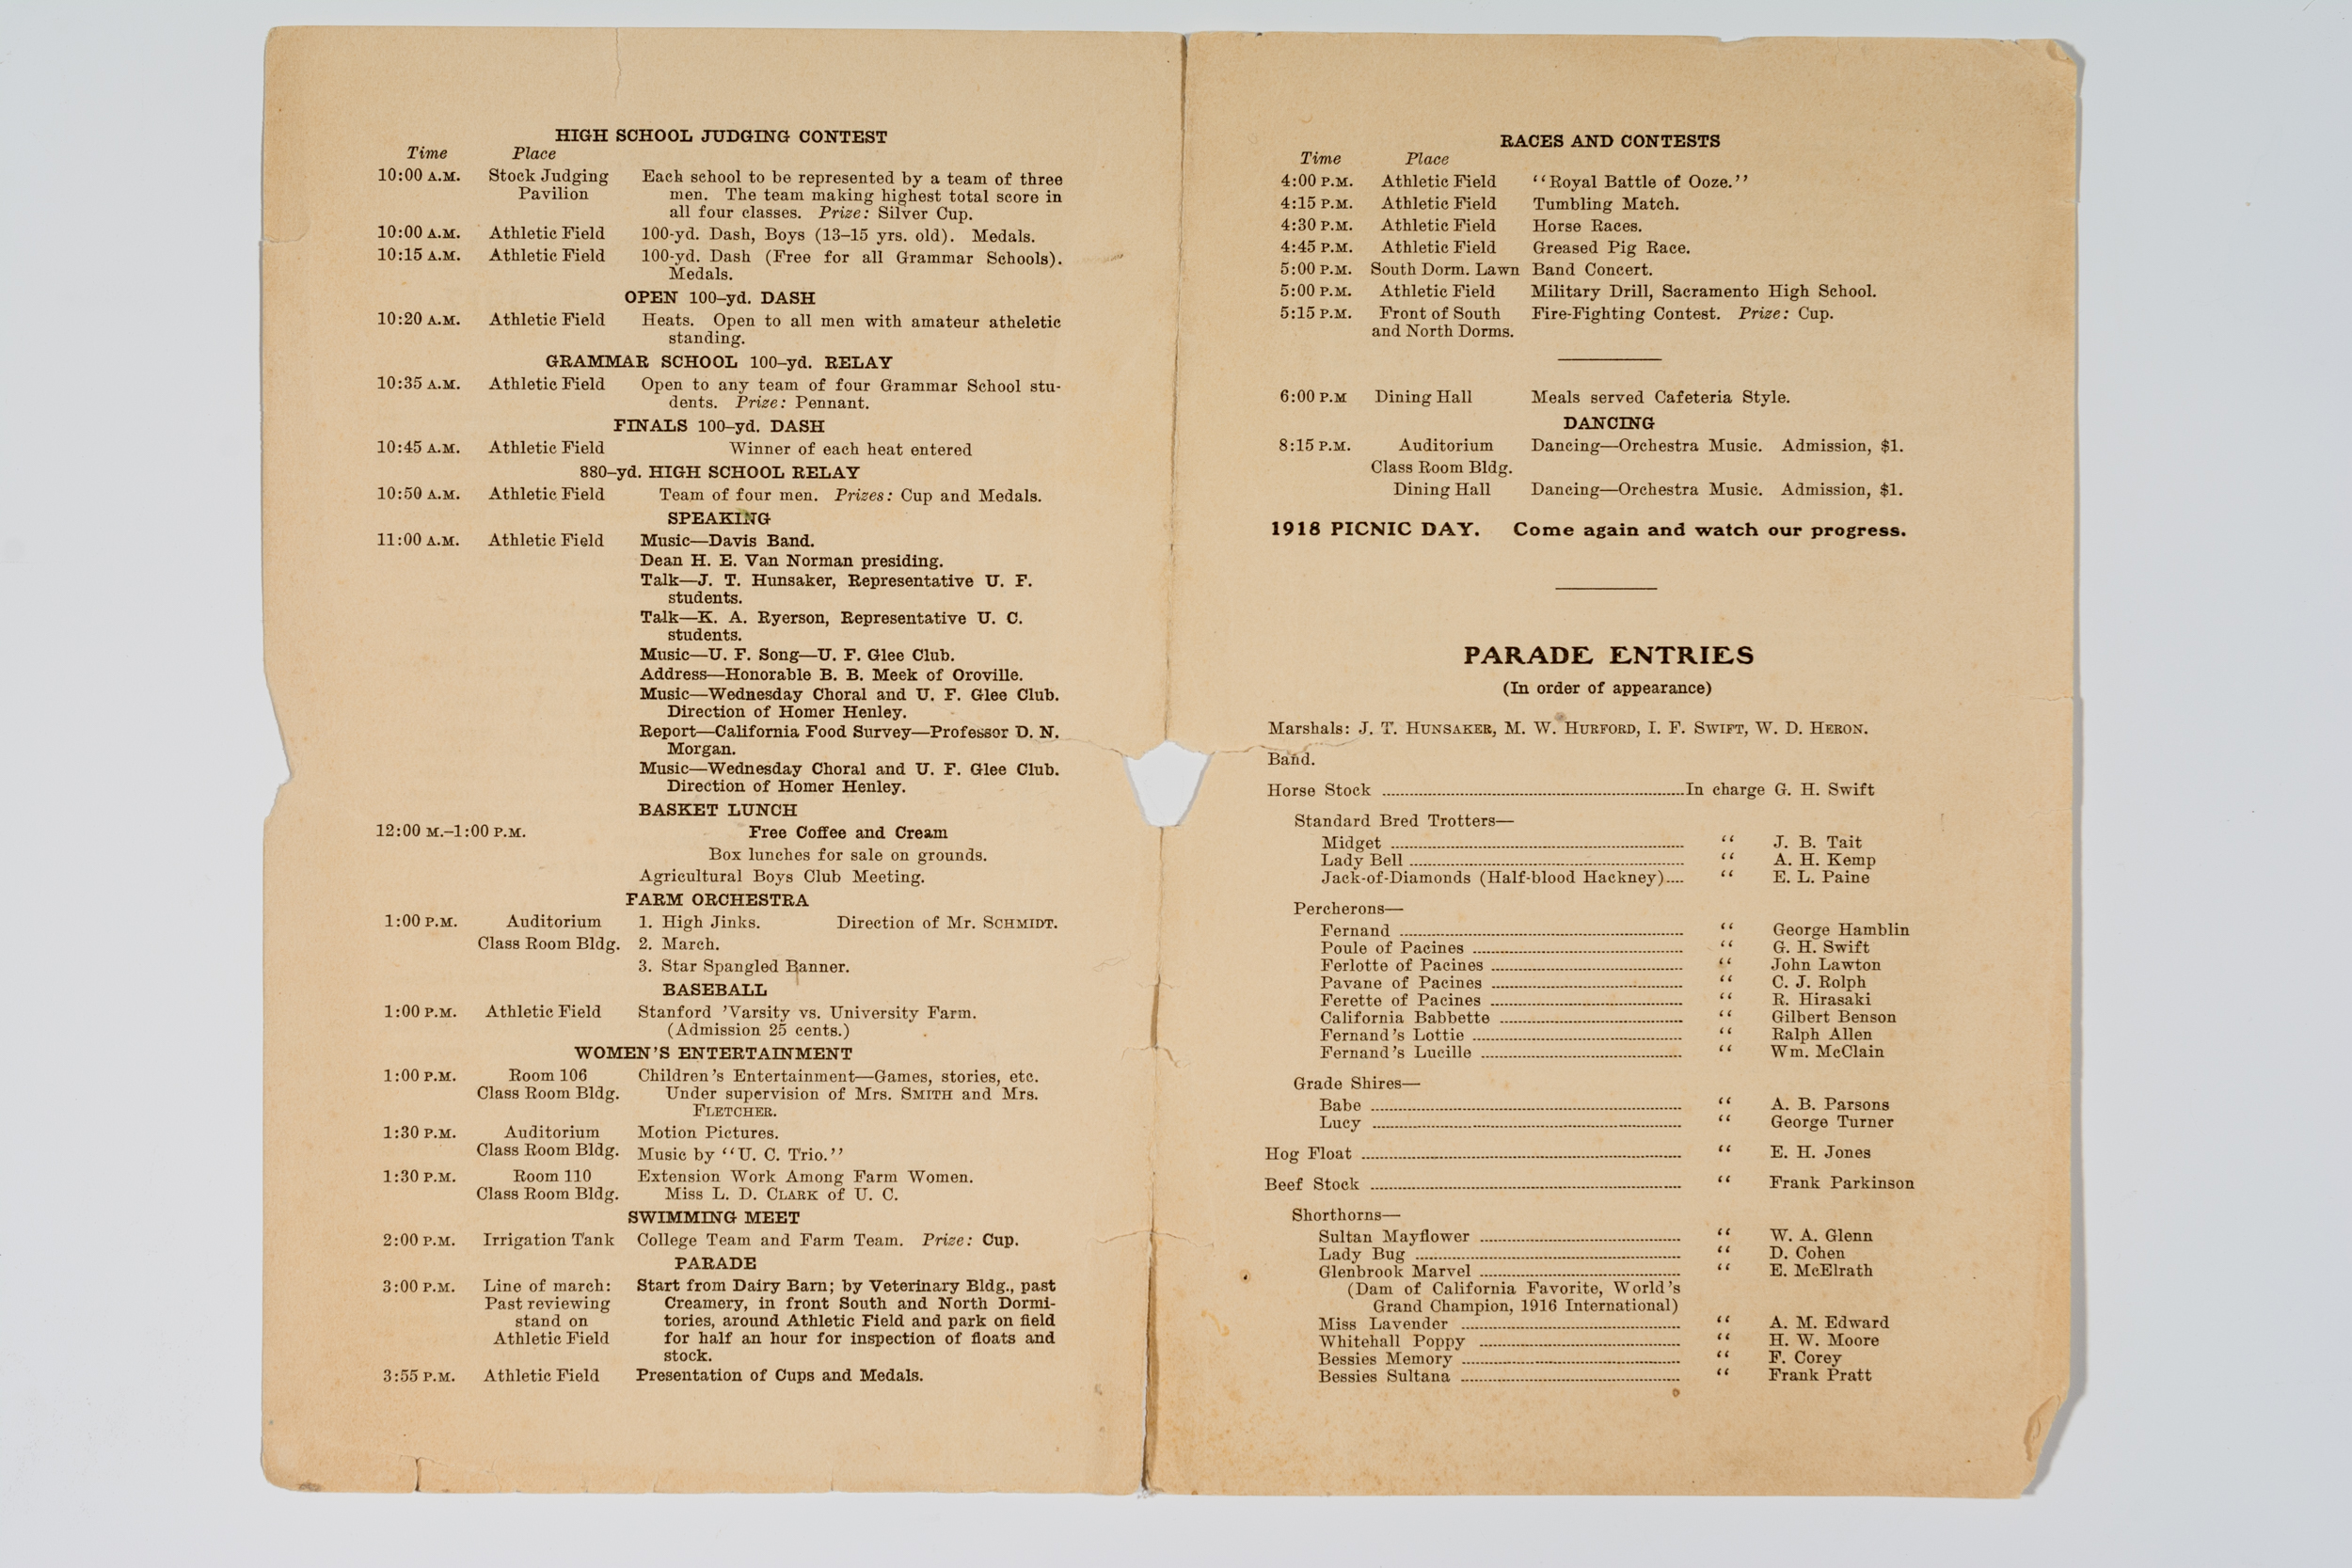 HIGH SCHOOL JUDGING CONTEST
Time Place
10:00 A.M. Stock Judging Each school to be represented by a team of three
Pavilion men. The team making highest total score in
all four classes. Prize: Silver Cup.
10:00 A.M. Athletic Field 100-yd. Dash, Boys (13–15 yrs. old). Medals.
10:15 A.M. Athletic Field 100-yd. Dash (Free for all Grammar Schools).
Medals.
OPEN 100–yd. DASH
10:20 A.M. Athletic Field Heats. Open to all men with amateur atheletic
standing.
GRAMMAR SCHOOL 100–yd. RELAY
10:35 A.M. Athletic Field Open to any team of four Grammar School stu-
dents. Prize: Pennant.
FINALS 100–yd. DASH
10:45 A.M. Athletic Field Winner of each heat entered
880–yd. HIGH SCHOOL RELAY
10:50 A.M. Athletic Field Team of four men. Prizes: Cup and Medals.
SPEAKING
11:00 A.M. Athletic Field Music—Davis Band.
Dean H. E. Van Norman presiding.
Talk—J. T. Hunsaker, Representative U. F.
students.
Talk—K. A. Ryerson, Representative U. C.
students.
Music—U. F. Song—U. F. Glee Club.
Address—Honorable B. B. Meek of Oroville.
Music—Wednesday Choral and U. F. Glee Club.
Direction of Homer Henley.
Report—California Food Survey—Professor D. N.
Morgan.
Music—Wednesday Choral and U. F. Glee Club.
Direction of Homer Henley.
BASKET LUNCH
12:00 M.–1:00 P.M. Free Coffee and Cream
Box lunches for sale on grounds.
Agricultural Boys Club Meeting.
FARM ORCHESTRA
1:00 P.M. Auditorium 1. High Jinks. Direction of Mr. SCHMIDT.
Class Room Bldg. 2. March.
3. Star Spangled Banner.
BASEBALL
1:00 P.M. Athletic Field Stanford 'Varsity vs. University Farm.
(Admission 25 cents.)
WOMEN'S ENTERTAINMENT
1:00 P.M. Room 106 Children's Entertainment—Games, stories, etc.
Class Room Bldg. Under supervision of Mrs. SMITH and Mrs.
FLETCHER.
1:30 P.M. Auditorium Motion Pictures.
Class Room Bldg. Music by "U. C. Trio."
1:30 P.M. Room 110 Extension Work Among Farm Women.
Class Room Bldg. Miss L. D. CLARK of U. C.
SWIMMING MEET
2:00 P.M. Irrigation Tank College Team and Farm Team. Prize: Cup.
PARADE
3:00 P.M. Line of march: Start from Dairy Barn; by Veterinary Bldg., past
Past reviewing Creamery, in front South and North Dormi-
stand on tories, around Athletic Field and park on field
Athletic Field for half an hour for inspection of floats and
stock.
3:55 P.M. Athletic Field Presentation of Cups and Medals.
RACES AND CONTESTS
Time Place
4:00 P.M. Athletic Field "Royal Battle of Ooze."
4:15 P.M. Athletic Field Tumbling Match.
4:30 P.M. Athletic Field Horse Races.
4:45 P.M. Athletic Field Greased Pig Race.
5:00 P.M. South Dorm. Lawn Band Concert.
5:00 P.M. Athletic Field Military Drill, Sacramento High School.
5:15 P.M. Front of South Fire-Fighting Contest. Prize: Cup.
and North Dorms.
6:00 P.M Dining Hall Meals served Cafeteria Style.
DANCING
8:15 P.M. Auditorium Dancing—Orchestra Music. Admission, $1.
Class Room Bldg.
Dining Hall Dancing—Orchestra Music. Admission, $1.
1918 PICNIC DAY. Come again and watch our progress.
PARADE ENTRIES
(In order of appearance)
Marshals: J. T. HUNSAKER, M. W. HURFORD, I. F. SWIFT, W. D. HERON.
Band.
Horse Stock ........ In charge G. H. Swift
Standard Bred Trotters—
Midget ........ " J. B. Tait
Lady Bell ........ " A. H. Kemp
Jack-of-Diamonds (Half-blood Hackney).... " E. L. Paine
Percherons—
Fernand ........ " George Hamblin
Poule of Pacines ........ " G. H. Swift
Ferlotte of Pacines ........ " John Lawton
Pavane of Pacines ........ " C. J. Rolph
Ferette of Pacines ........ " R. Hirasaki
California Babbette ........ " Gilbert Benson
Fernand's Lottie ........ " Ralph Allen
Fernand's Lucille ........ " Wm. McClain
Grade Shires—
Babe ........ " A. B. Parsons
Lucy ........ " George Turner
Hog Float ........ " E. H. Jones
Beef Stock ........ " Frank Parkinson
Shorthorns—
Sultan Mayflower ........ " W. A. Glenn
Lady Bug ........ " D. Cohen
Glenbrook Marvel ........ " E. McElrath
(Dam of California Favorite, World's
Grand Champion, 1916 International)
Miss Lavender ........ " A. M. Edward
Whitehall Poppy ........ " H. W. Moore
Bessies Memory ........ " F. Corey
Bessies Sultana ........ " Frank Pratt